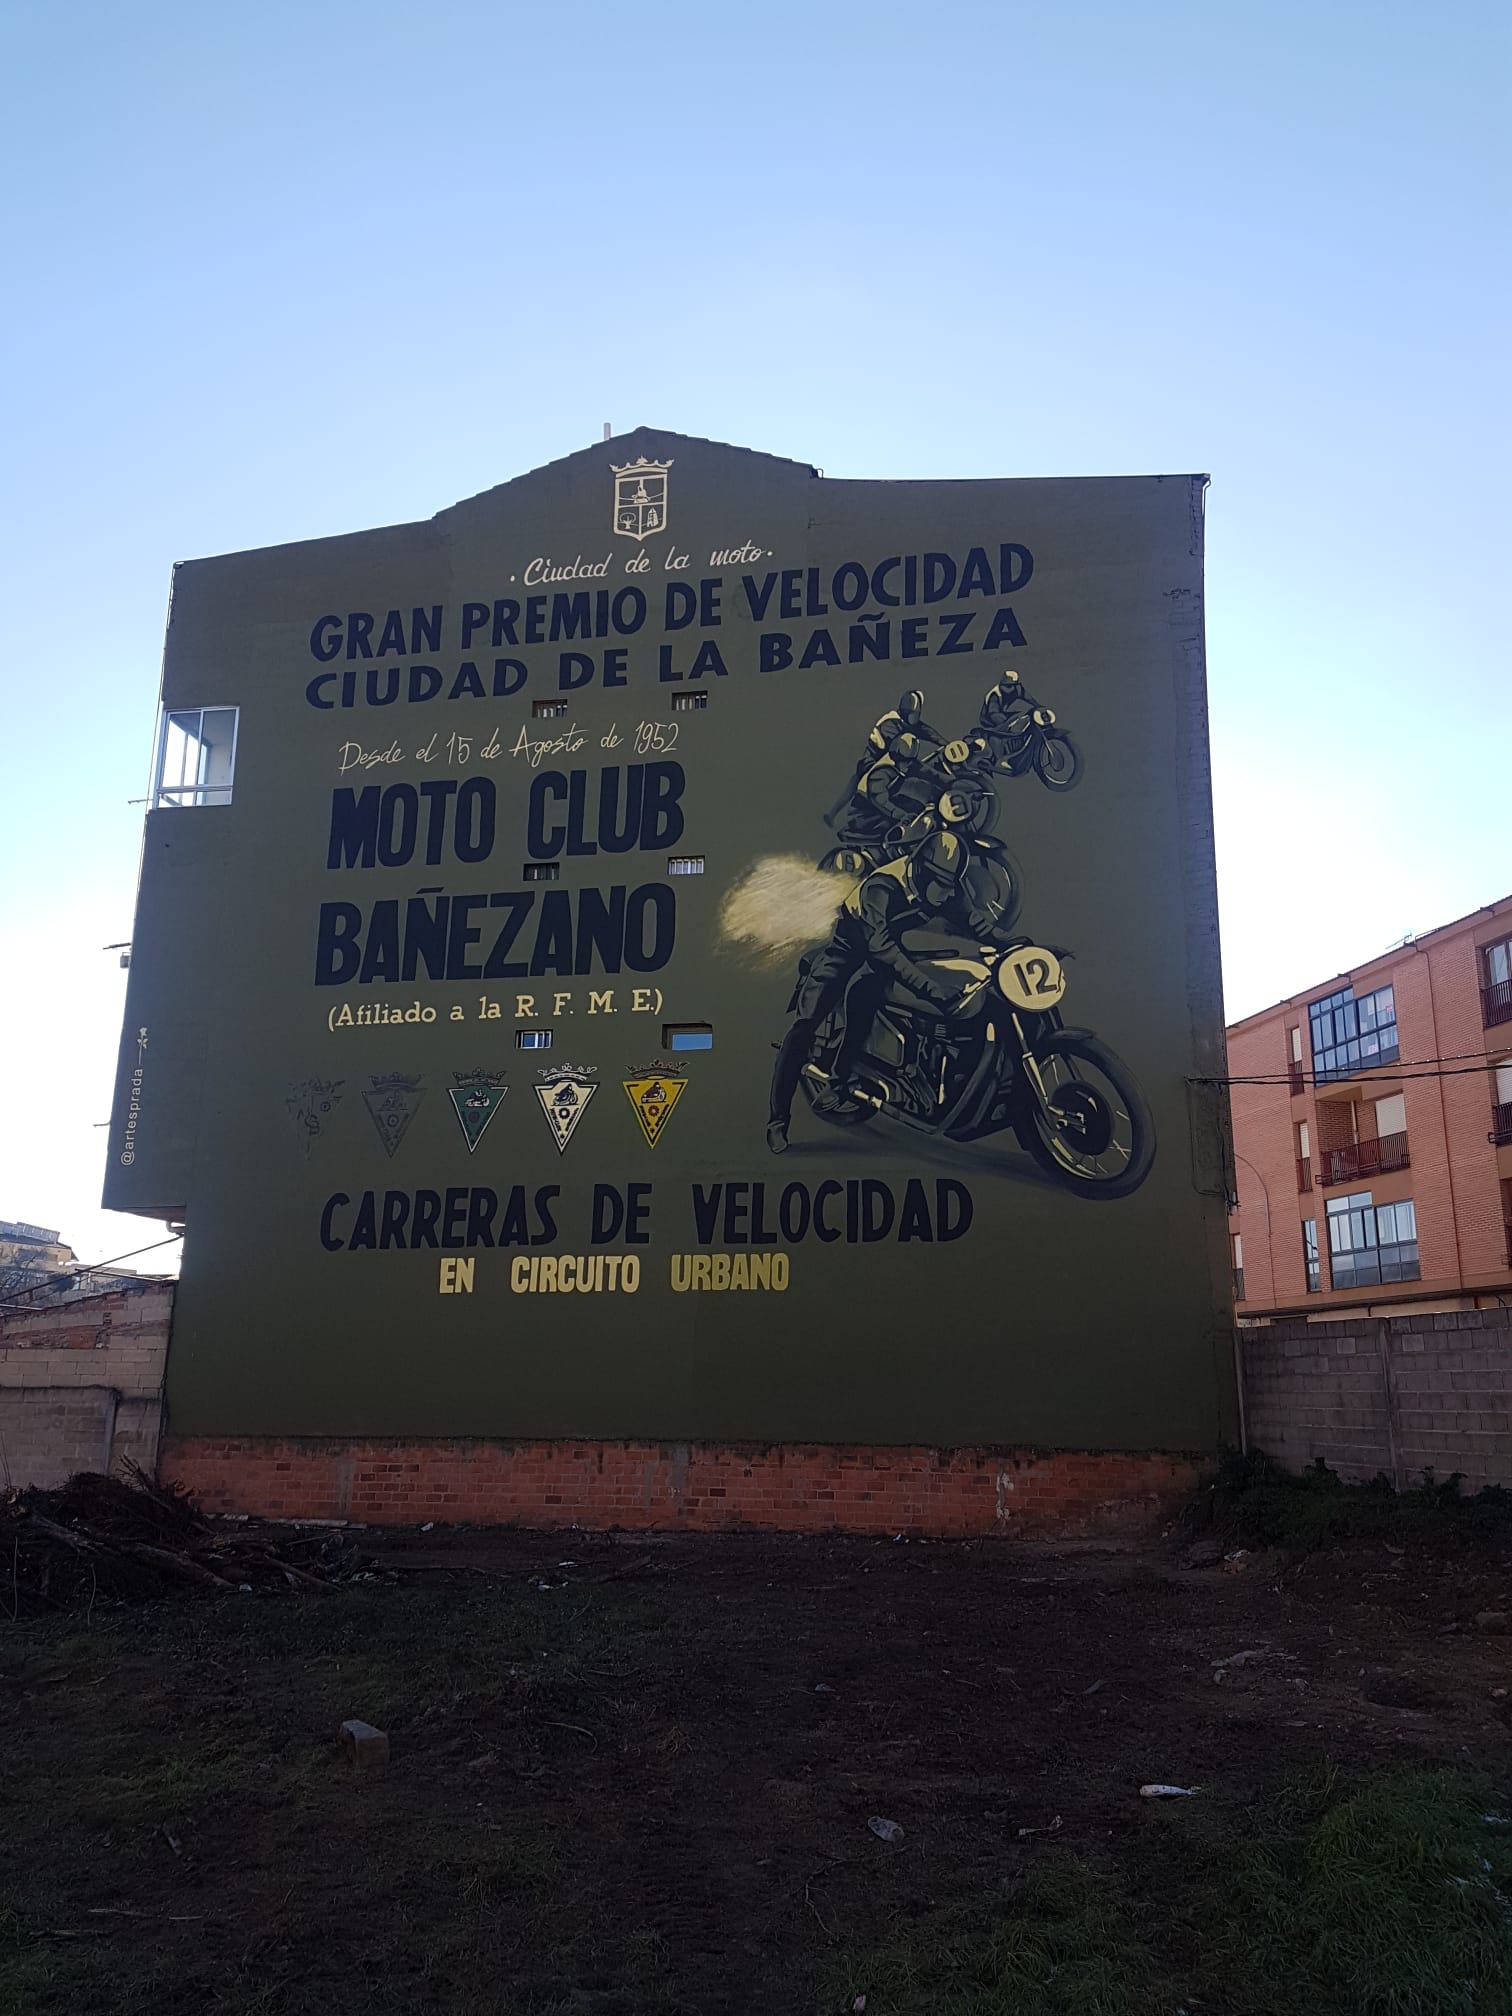 · Ciudad de la moto ·
GRAN PREMIO DE VELOCIDAD
CIUDAD DE LA BAÑEZA
Desde el 15 de Agosto de 1952
MOTO CLUB
BAÑEZANO
(Afiliado a la R. F. M. E.)
11
12
@artesprada
CARRERAS DE VELOCIDAD
EN CIRCUITO URBANO